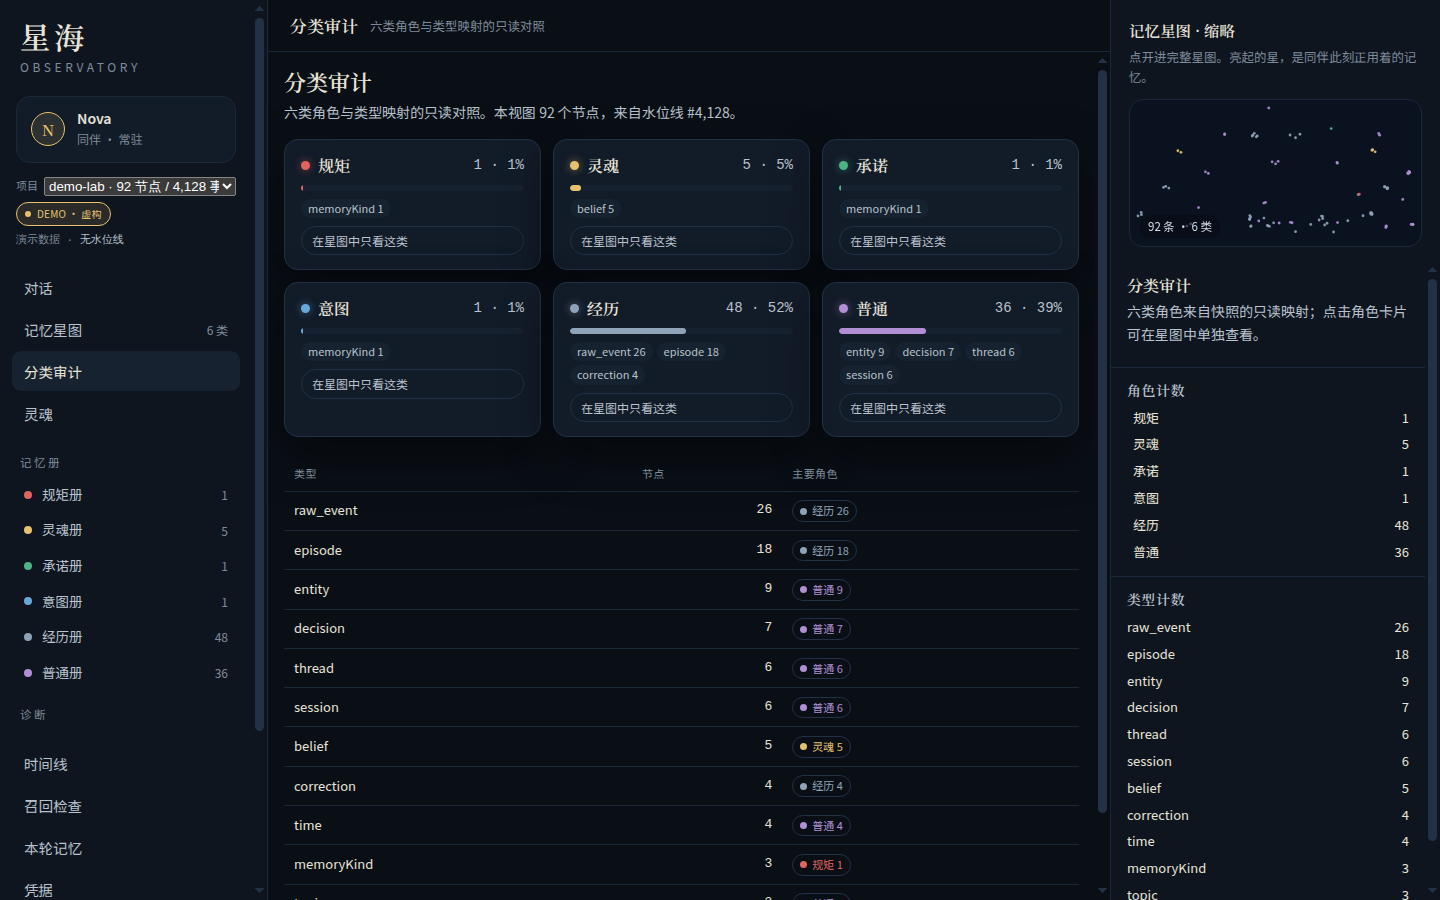 星海
OBSERVATORY
N
Nova
同伴 · 常驻
项目
demo-lab · 92 节点 / 4,128 事
DEMO · 虚构
演示数据 · 无水位线
对话
记忆星图 6 类
分类审计
灵魂
记忆册
规矩册 1
灵魂册 5
承诺册 1
意图册 1
经历册 48
普通册 36
诊断
时间线
召回检查
本轮记忆
凭据
分类审计 六类角色与类型映射的只读对照
分类审计
六类角色与类型映射的只读对照。本视图 92 个节点，来自水位线 #4,128。
规矩 1 · 1%
memoryKind 1
在星图中只看这类
灵魂 5 · 5%
belief 5
在星图中只看这类
承诺 1 · 1%
memoryKind 1
在星图中只看这类
意图 1 · 1%
memoryKind 1
在星图中只看这类
经历 48 · 52%
raw_event 26 episode 18
correction 4
在星图中只看这类
普通 36 · 39%
entity 9 decision 7 thread 6
session 6
在星图中只看这类
类型 节点 主要角色
raw_event 26 经历 26
episode 18 经历 18
entity 9 普通 9
decision 7 普通 7
thread 6 普通 6
session 6 普通 6
belief 5 灵魂 5
correction 4 经历 4
time 4 普通 4
memoryKind 3 规矩 1
记忆星图 · 缩略
点开进完整星图。亮起的星，是同伴此刻正用着的记
忆。
92 条 · 6 类
分类审计
六类角色来自快照的只读映射；点击角色卡片
可在星图中单独查看。
角色计数
规矩 1
灵魂 5
承诺 1
意图 1
经历 48
普通 36
类型计数
raw_event 26
episode 18
entity 9
decision 7
thread 6
session 6
belief 5
correction 4
time 4
memoryKind 3
topic 3